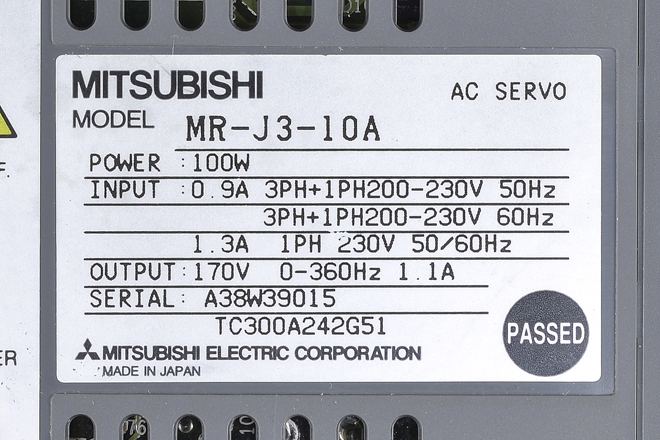 MITSUBISHI
AC SERVO
MODEL MR-J3-10A
POWER : 100W
INPUT : 0.9A 3PH+1PH200-230V 50Hz
3PH+1PH200-230V 60Hz
1.3A 1PH 230V 50/60Hz
OUTPUT: 170V 0-360Hz 1.1A
SERIAL: A38W39015
TC300A242G51
PASSED
MITSUBISHI ELECTRIC CORPORATION
MADE IN JAPAN
F.
ER